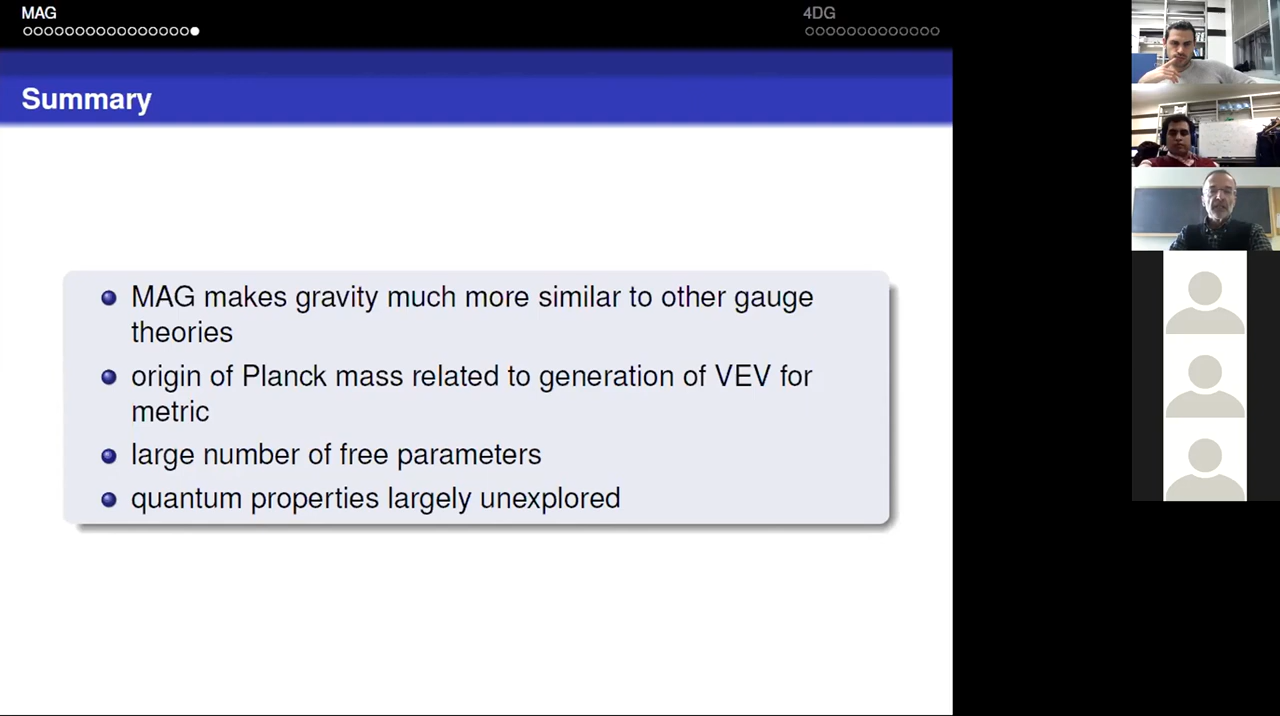 MAG
4DG
Summary
MAG makes gravity much more similar to other gauge
theories
origin of Planck mass related to generation of VEV for
metric
large number of free parameters
quantum properties largely unexplored